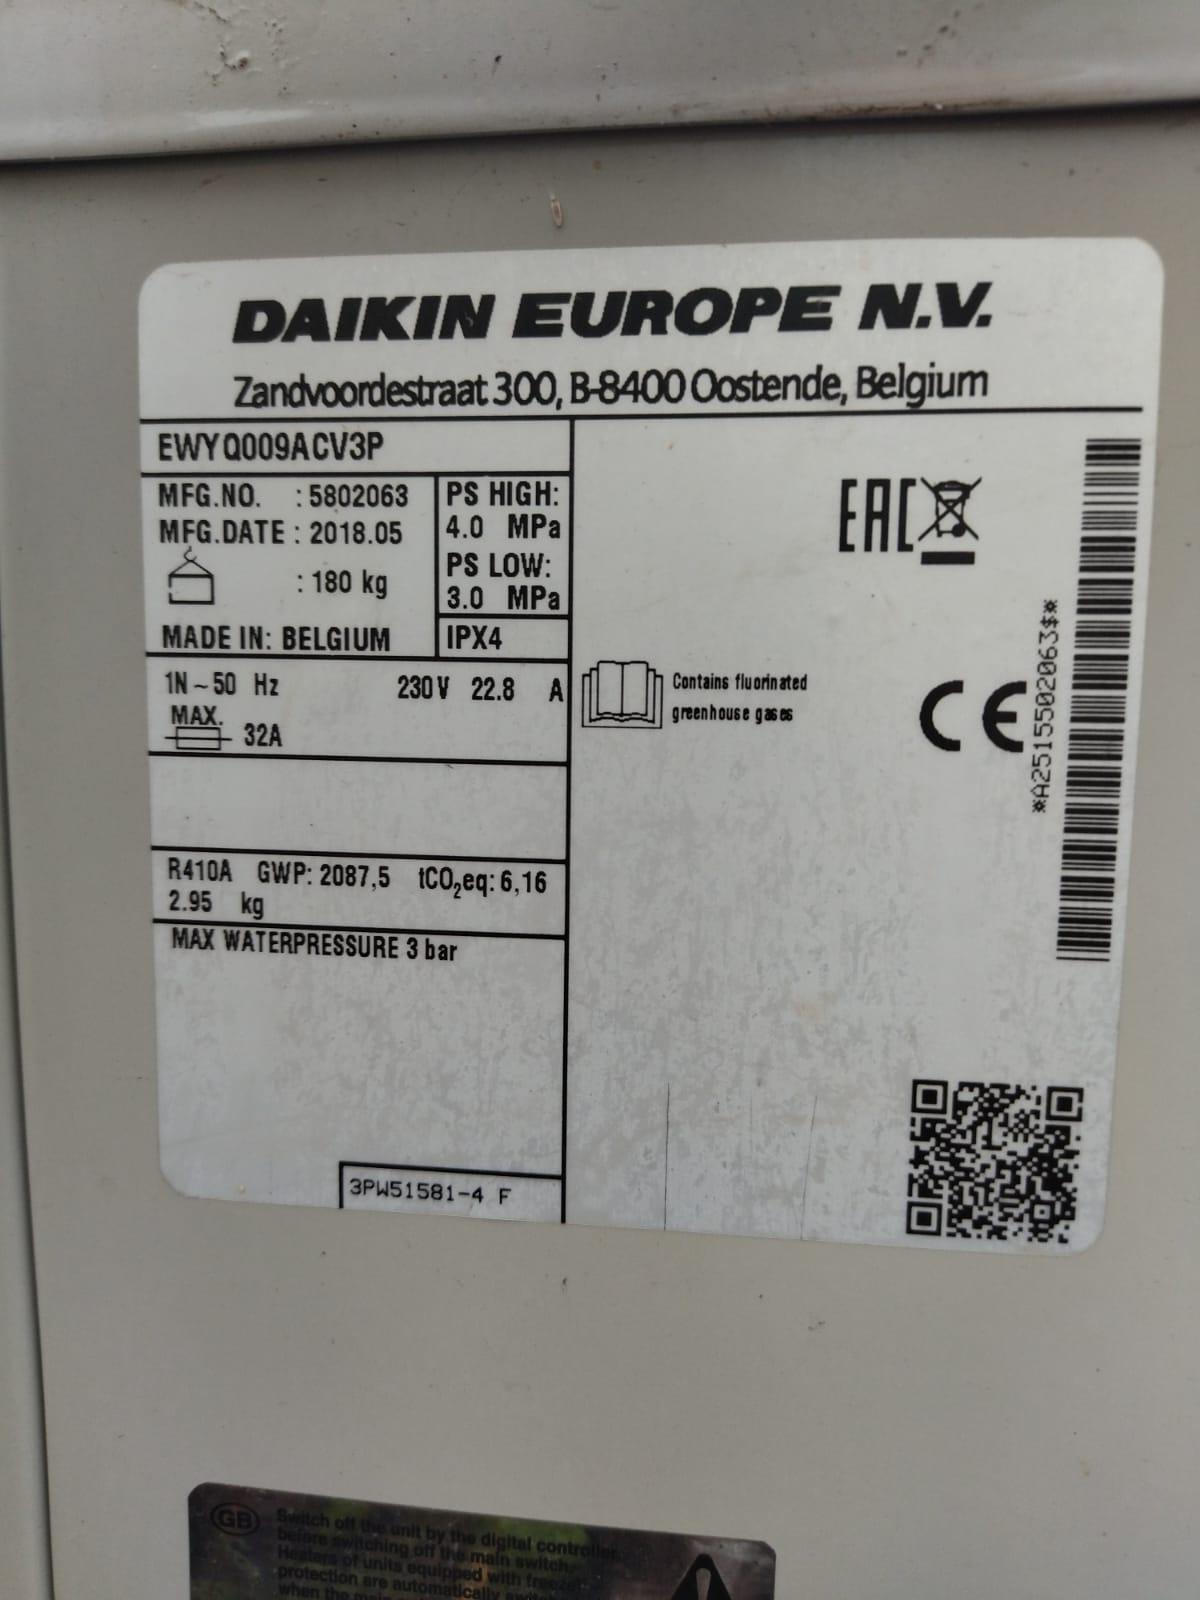 DAIKIN EUROPE N.V.
Zandvoordestraat 300, B-8400 Oostende, Belgium
EWYQ009ACV3P
MFG.NO. : 5802063
MFG.DATE : 2018.05
: 180 kg
MADE IN: BELGIUM
PS HIGH:
4.0 MPa
PS LOW:
3.0 MPa
IPX4
1N~50 Hz 230V 22.8 A
MAX.
32A
R410A GWP: 2087,5 tCO₂eq: 6,16
2.95 kg
MAX WATERPRESSURE 3 bar
3PW51581-4 F
EAC
Contains fluorinated
greenhouse gases
CE
*A2515502063$*
GB
Switch off the unit by the digital controller
before switching off the main switch.
Heaters of units equipped with freeze
protection are automatically
when the